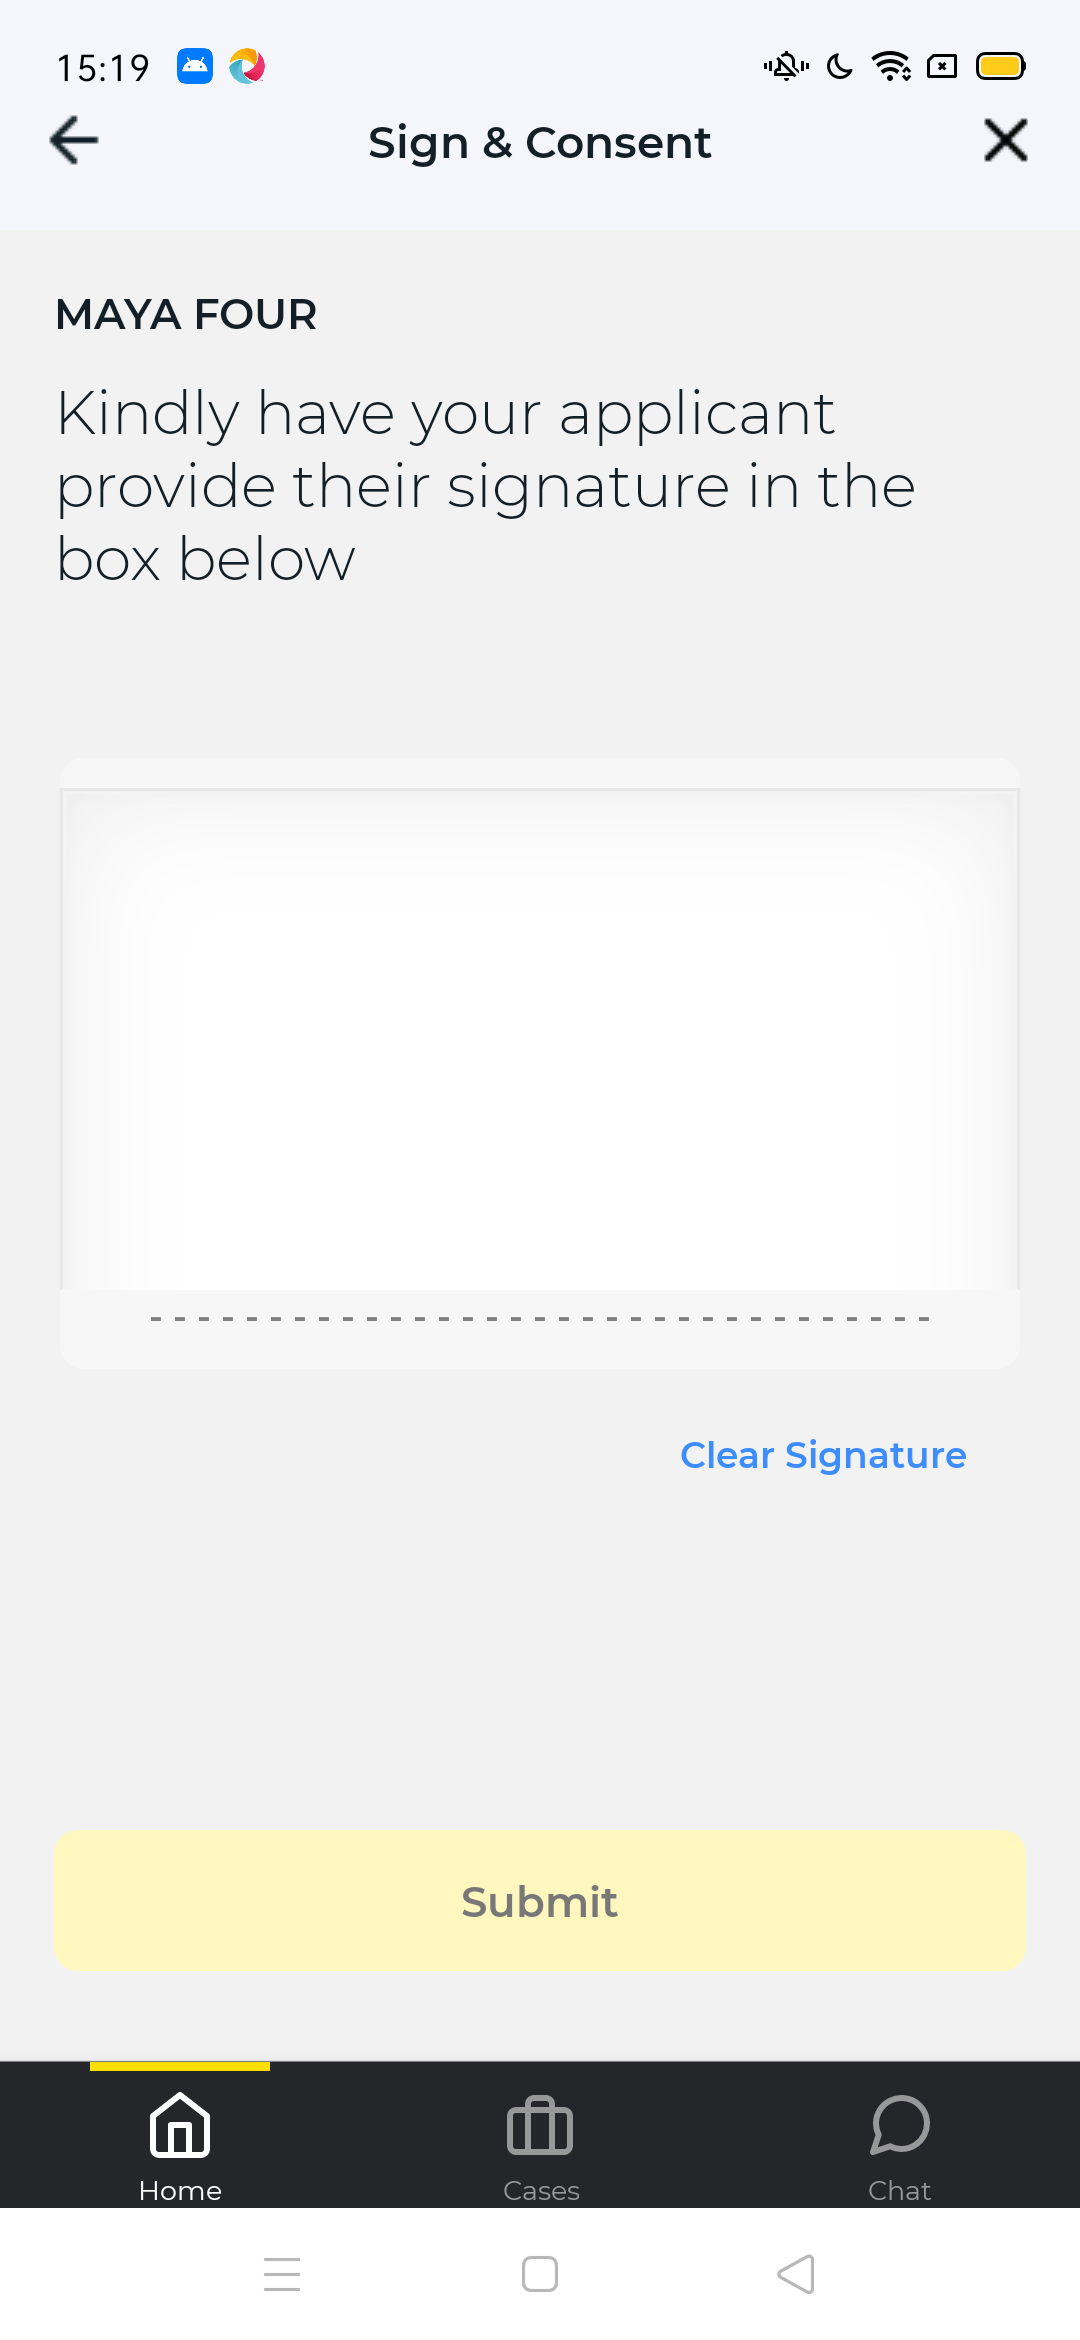 15:19
Sign & Consent
MAYA FOUR
Kindly have your applicant
provide their signature in the
box below
Clear Signature
Submit
Home
Cases
Chat